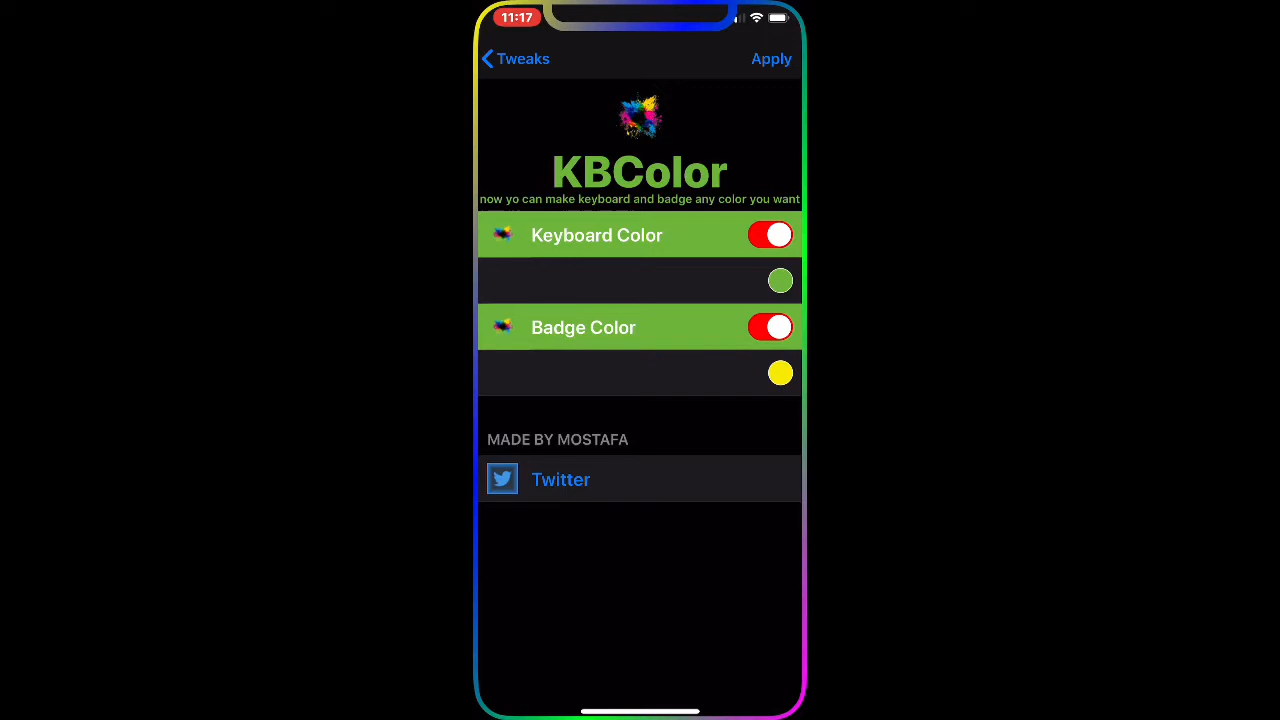 11:17
Tweaks
Apply
KBColor
now yo can make keyboard and badge any color you want
Keyboard Color
Badge Color
MADE BY MOSTAFA
Twitter